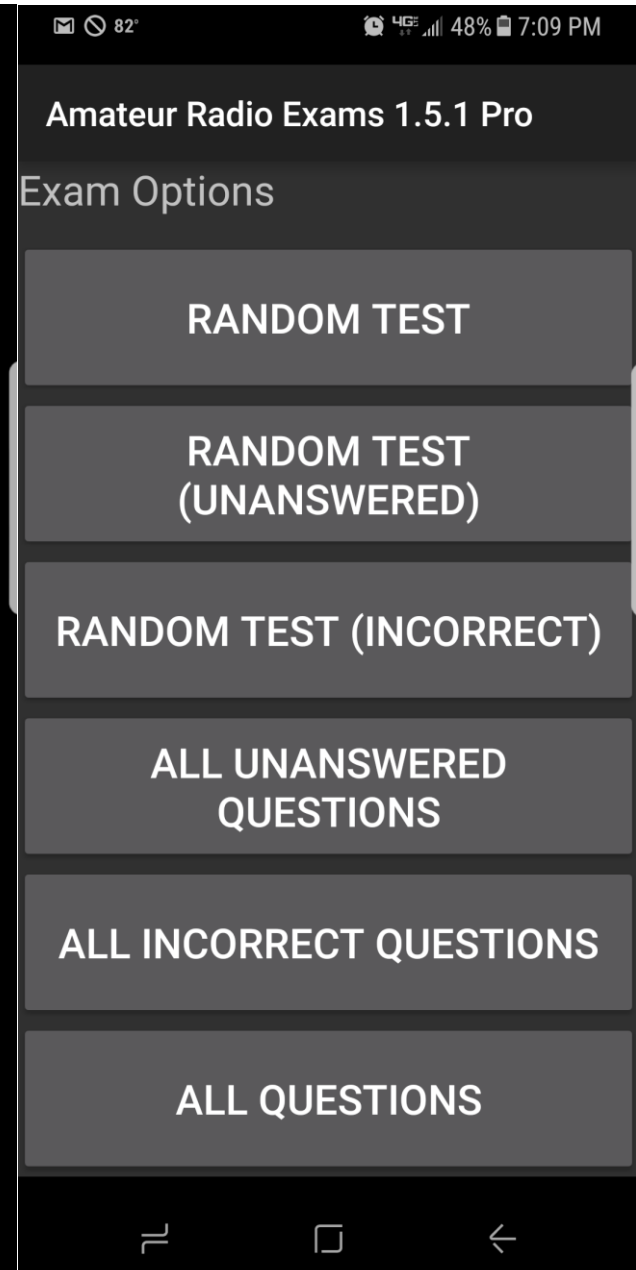 82° 4GE 48% 7:09 PM
Amateur Radio Exams 1.5.1 Pro
Exam Options
RANDOM TEST
RANDOM TEST
(UNANSWERED)
RANDOM TEST (INCORRECT)
ALL UNANSWERED
QUESTIONS
ALL INCORRECT QUESTIONS
ALL QUESTIONS